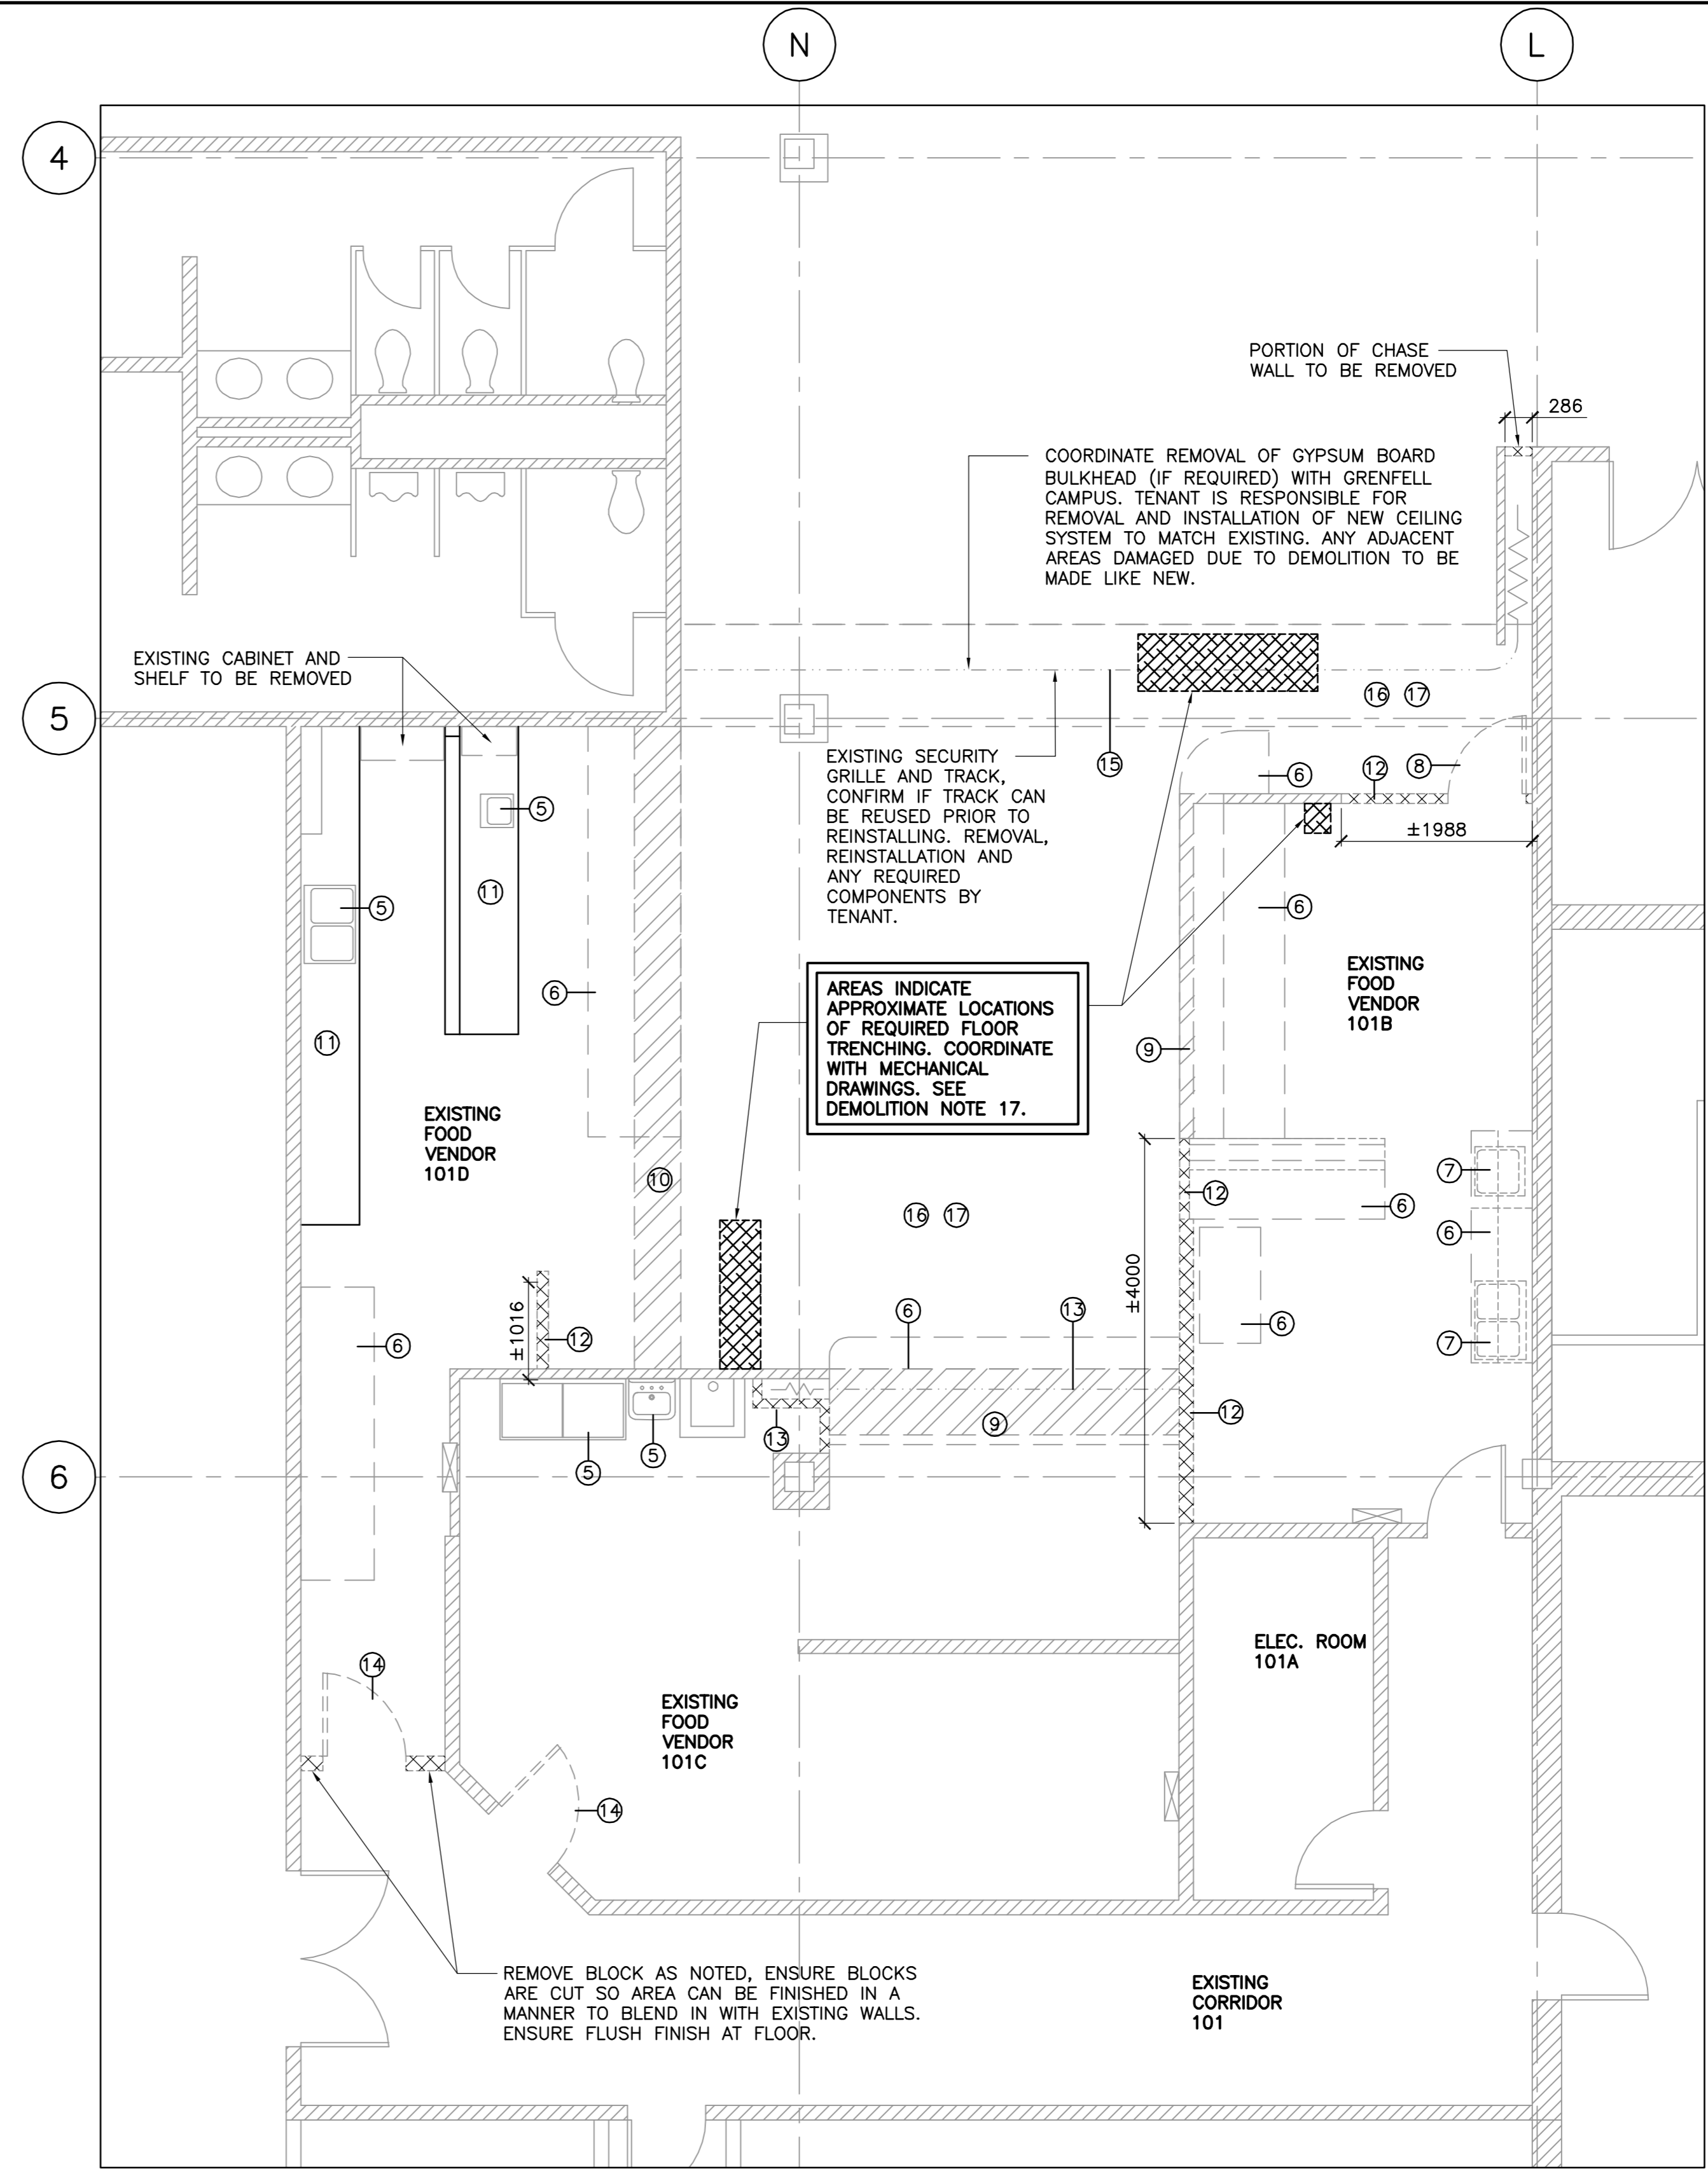 N
L
4
PORTION OF CHASE
WALL TO BE REMOVED
286
COORDINATE REMOVAL OF GYPSUM BOARD
BULKHEAD (IF REQUIRED) WITH GRENFELL
CAMPUS. TENANT IS RESPONSIBLE FOR
REMOVAL AND INSTALLATION OF NEW CEILING
SYSTEM TO MATCH EXISTING. ANY ADJACENT
AREAS DAMAGED DUE TO DEMOLITION TO BE
MADE LIKE NEW.
EXISTING CABINET AND
SHELF TO BE REMOVED
5
16 17
EXISTING SECURITY
GRILLE AND TRACK,
CONFIRM IF TRACK CAN
BE REUSED PRIOR TO
REINSTALLING. REMOVAL,
REINSTALLATION AND
ANY REQUIRED
COMPONENTS BY
TENANT.
15
6
12
8
±1988
5
5
11
6
6
11
EXISTING
FOOD
VENDOR
101B
AREAS INDICATE
APPROXIMATE LOCATIONS
OF REQUIRED FLOOR
TRENCHING. COORDINATE
WITH MECHANICAL
DRAWINGS. SEE
DEMOLITION NOTE 17.
9
EXISTING
FOOD
VENDOR
101D
10
16 17
12
6
7
6
±4000
±1016
12
6
6
13
6
7
12
9
13
5
5
6
ELEC. ROOM
101A
14
EXISTING
FOOD
VENDOR
101C
14
REMOVE BLOCK AS NOTED, ENSURE BLOCKS
ARE CUT SO AREA CAN BE FINISHED IN A
MANNER TO BLEND IN WITH EXISTING WALLS.
ENSURE FLUSH FINISH AT FLOOR.
EXISTING
CORRIDOR
101